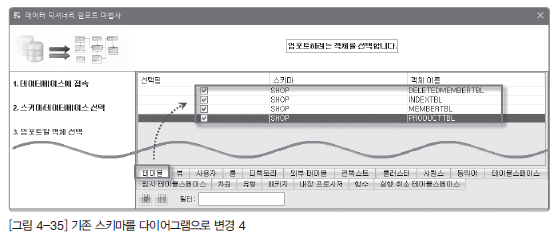 데이터 딕셔너리 임포트 마법사
임포트하려는 객체를 선택합니다.
1. 데이터베이스에 접속
2. 스키마/데이터베이스 선택
3. 임포트할 객체 선택
선택됨 스키마 객체 이름
SHOP DELETEDMEMBERTBL
SHOP INDEXTBL
SHOP MEMBERTBL
SHOP PRODUCTTBL
테이블 뷰 사용자 롤 디렉토리 외부 테이블 컨텍스트 클러스터 시퀀스 동의어 테이블스페이스
임시 테이블스페이스 차원 유형 패키지 내장 프로시저 함수 실행 취소 테이블스페이스
필터:
[그림 4-35] 기존 스키마를 다이어그램으로 변경 4